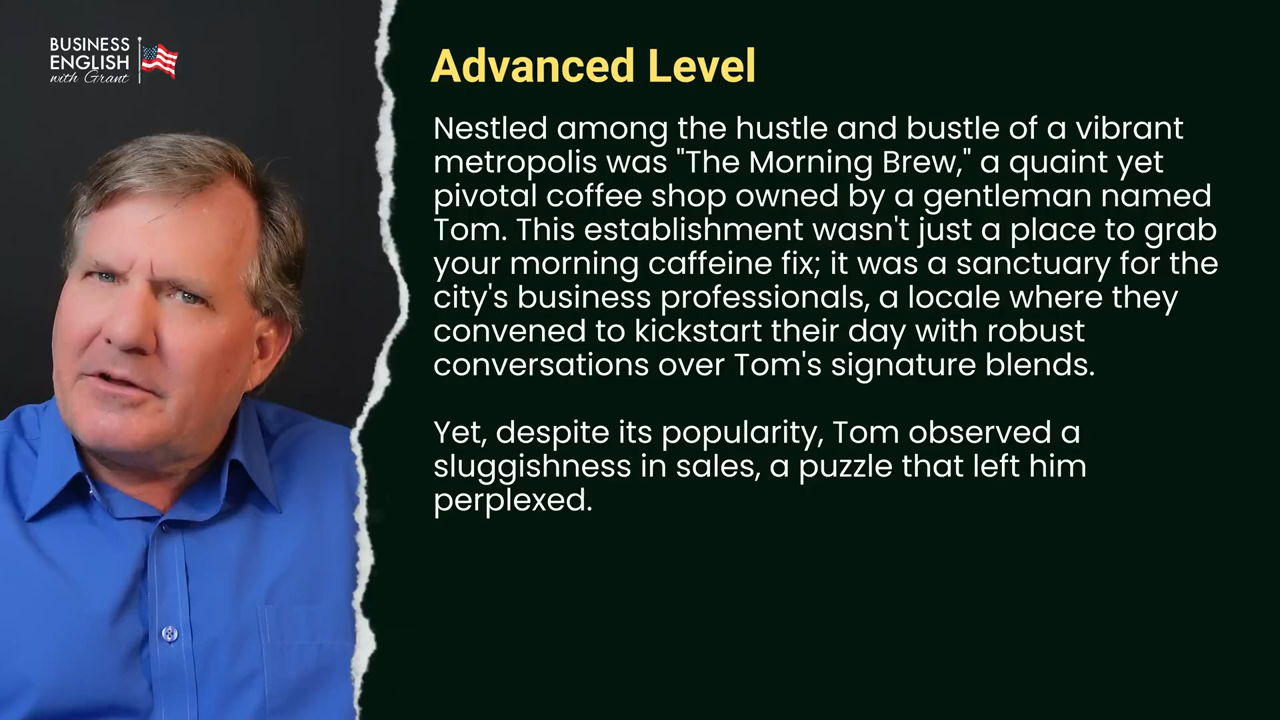 BUSINESS
ENGLISH
with Grant
Advanced Level
Nestled among the hustle and bustle of a vibrant
metropolis was "The Morning Brew," a quaint yet
pivotal coffee shop owned by a gentleman named
Tom. This establishment wasn't just a place to grab
your morning caffeine fix; it was a sanctuary for the
city's business professionals, a locale where they
convened to kickstart their day with robust
conversations over Tom's signature blends.
Yet, despite its popularity, Tom observed a
sluggishness in sales, a puzzle that left him
perplexed.